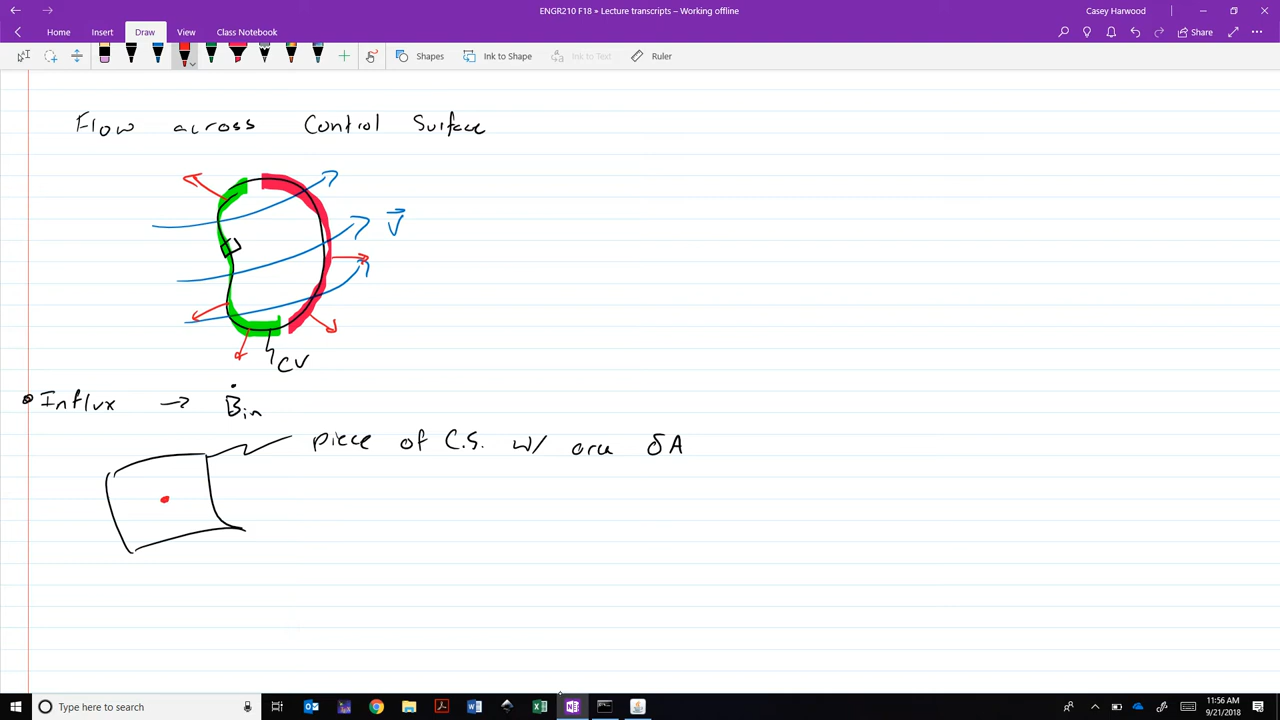 ENGR210 F18 » Lecture transcripts – Working offline
Casey Harwood
Home Insert Draw View Class Notebook
Share
Shapes Ink to Shape Ink to Text Ruler
Flow across Control Surface
V
CV
Influx → Ḃin
piece of C.S. w/ area δA
Type here to search
11:56 AM
9/21/2018